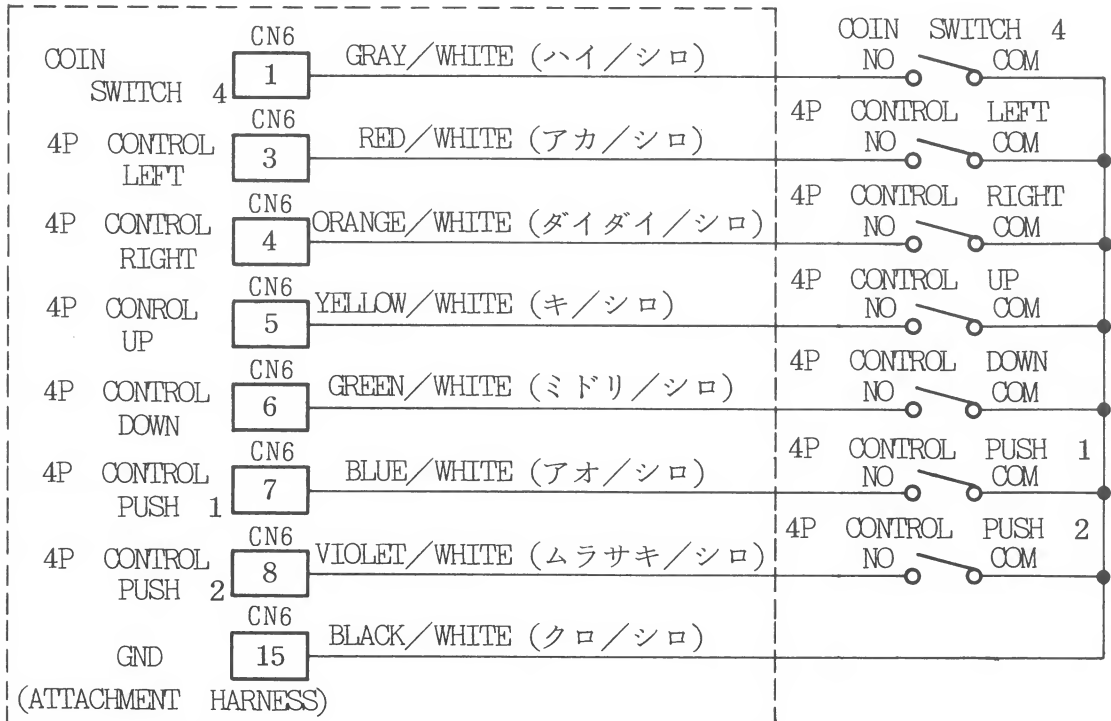 CN6
COIN SWITCH 4
COIN
1
GRAY/WHITE (ハイ/シロ)
NO COM
SWITCH 4
CN6
4P CONTROL LEFT
4P CONTROL
3
RED/WHITE (アカ/シロ)
NO COM
LEFT
CN6
4P CONTROL RIGHT
4P CONTROL
4
ORANGE/WHITE (ダイダイ/シロ)
NO COM
RIGHT
CN6
4P CONTROL UP
4P CONROL
5
YELLOW/WHITE (キ/シロ)
NO COM
UP
CN6
4P CONTROL DOWN
4P CONTROL
6
GREEN/WHITE (ミドリ/シロ)
NO COM
DOWN
CN6
4P CONTROL PUSH 1
4P CONTROL
7
BLUE/WHITE (アオ/シロ)
NO COM
PUSH 1
CN6
4P CONTROL PUSH 2
4P CONTROL
8
VIOLET/WHITE (ムラサキ/シロ)
NO COM
PUSH 2
CN6
GND
15
BLACK/WHITE (クロ/シロ)
(ATTACHMENT HARNESS)